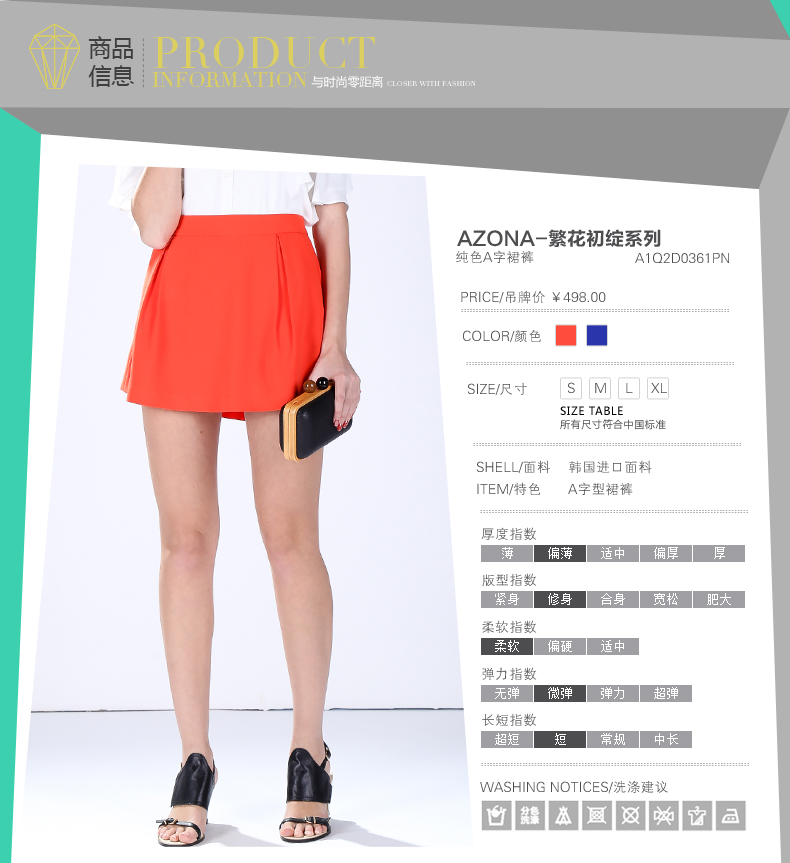 商品
信息
PRODUCT
INFORMATION 与时尚零距离 CLOSER WITH FASHION
AZONA-繁花初绽系列
纯色A字裙裤 A1Q2D0361PN
PRICE/吊牌价 ¥498.00
COLOR/颜色
SIZE/尺寸 S M L XL
SIZE TABLE
所有尺寸符合中国标准
SHELL/面料 韩国进口面料
ITEM/特色 A字型裙裤
厚度指数
薄 偏薄 适中 偏厚 厚
版型指数
紧身 修身 合身 宽松 肥大
柔软指数
柔软 偏硬 适中
弹力指数
无弹 微弹 弹力 超弹
长短指数
超短 短 常规 中长
WASHING NOTICES/洗涤建议
分色
洗涤